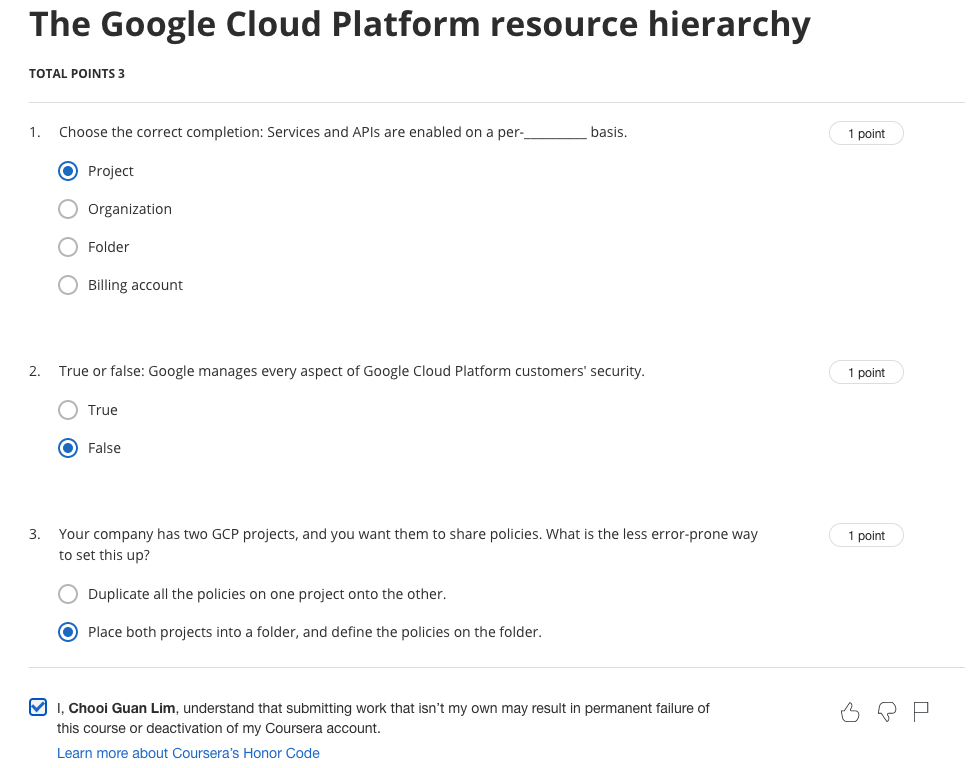 The Google Cloud Platform resource hierarchy
TOTAL POINTS 3
1. Choose the correct completion: Services and APIs are enabled on a per-_________ basis.
1 point
Project
Organization
Folder
Billing account
2. True or false: Google manages every aspect of Google Cloud Platform customers' security.
1 point
True
False
3. Your company has two GCP projects, and you want them to share policies. What is the less error-prone way
to set this up?
1 point
Duplicate all the policies on one project onto the other.
Place both projects into a folder, and define the policies on the folder.
I, Chooi Guan Lim, understand that submitting work that isn’t my own may result in permanent failure of
this course or deactivation of my Coursera account.
Learn more about Coursera’s Honor Code